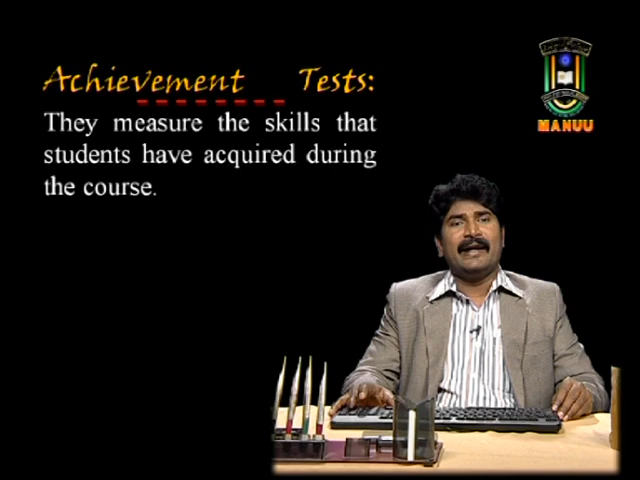 Achievement Tests:
They measure the skills that
students have acquired during
the course.
MANUU